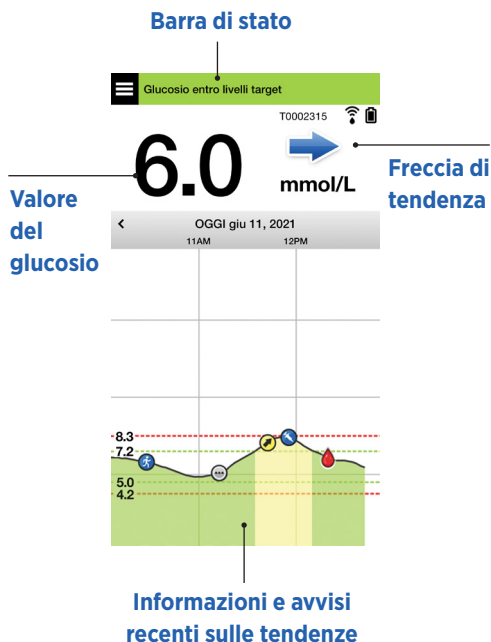 Barra di stato
Glucosio entro livelli target
T0002315
6.0
mmol/L
Freccia di
tendenza
Valore
del
glucosio
OGGI giu 11, 2021
11AM 12PM
8.3
7.2
5.0
4.2
Informazioni e avvisi
recenti sulle tendenze